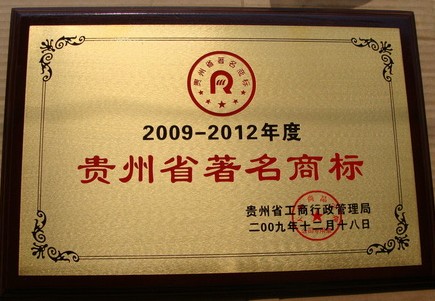 贵州省著名商标
R
2009-2012年度
贵州省著名商标
贵州省工商行政管理局
二00九年十二月十八日